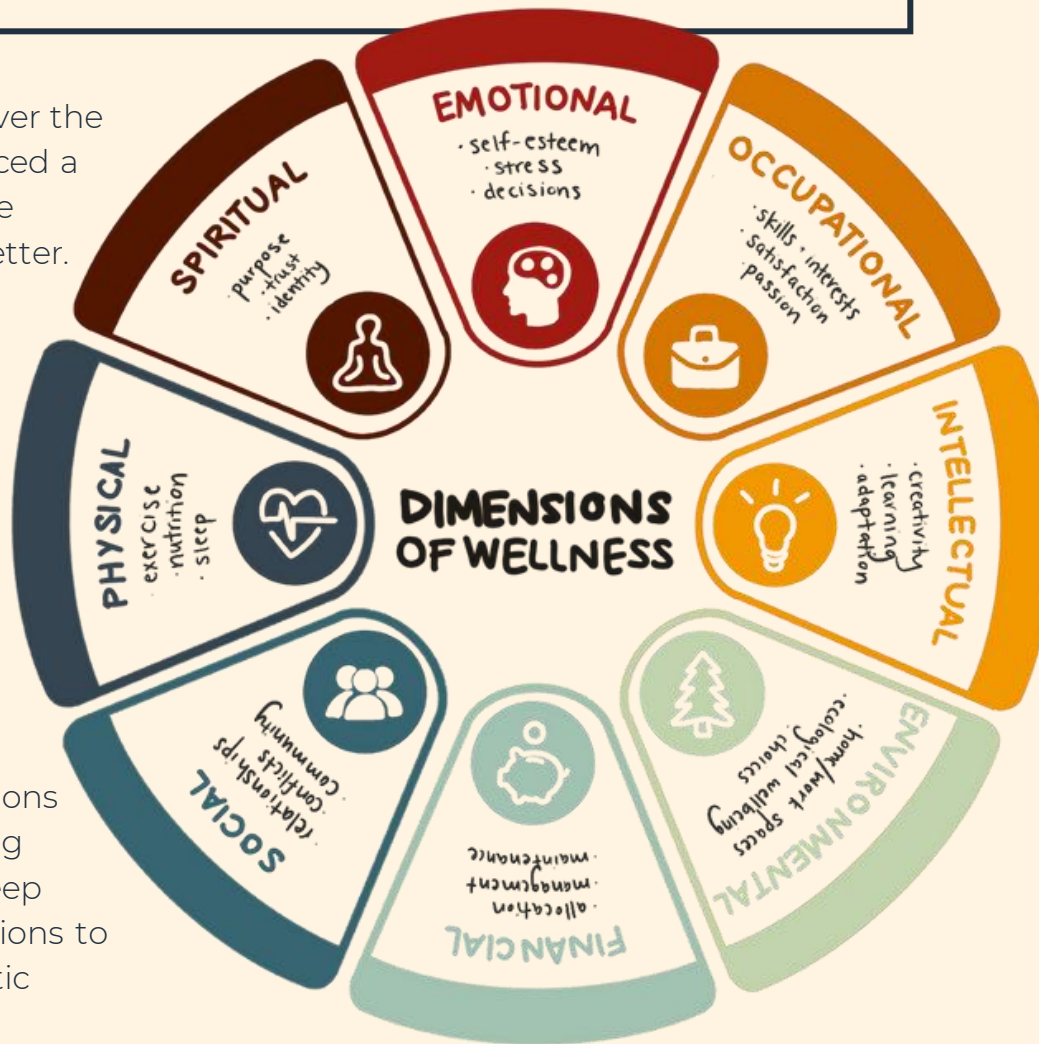 ver the
ced a
e
etter.
EMOTIONAL
· self-esteem
· stress
· decisions
OCCUPATIONAL
· skills + interests
· satisfaction
· passion
INTELLECTUAL
· creativity
· learning
· adaptation
ENVIRONMENTAL
· home/work spaces
· ecological wellbeing
choices
FINANCIAL
· allocation
· management
· maintenance
SOCIAL
· relationships
· conflicts
· community
PHYSICAL
· exercise
· nutrition
· sleep
SPIRITUAL
· purpose
· trust
· identity
DIMENSIONS
OF WELLNESS
ons
g
eep
ions to
tic